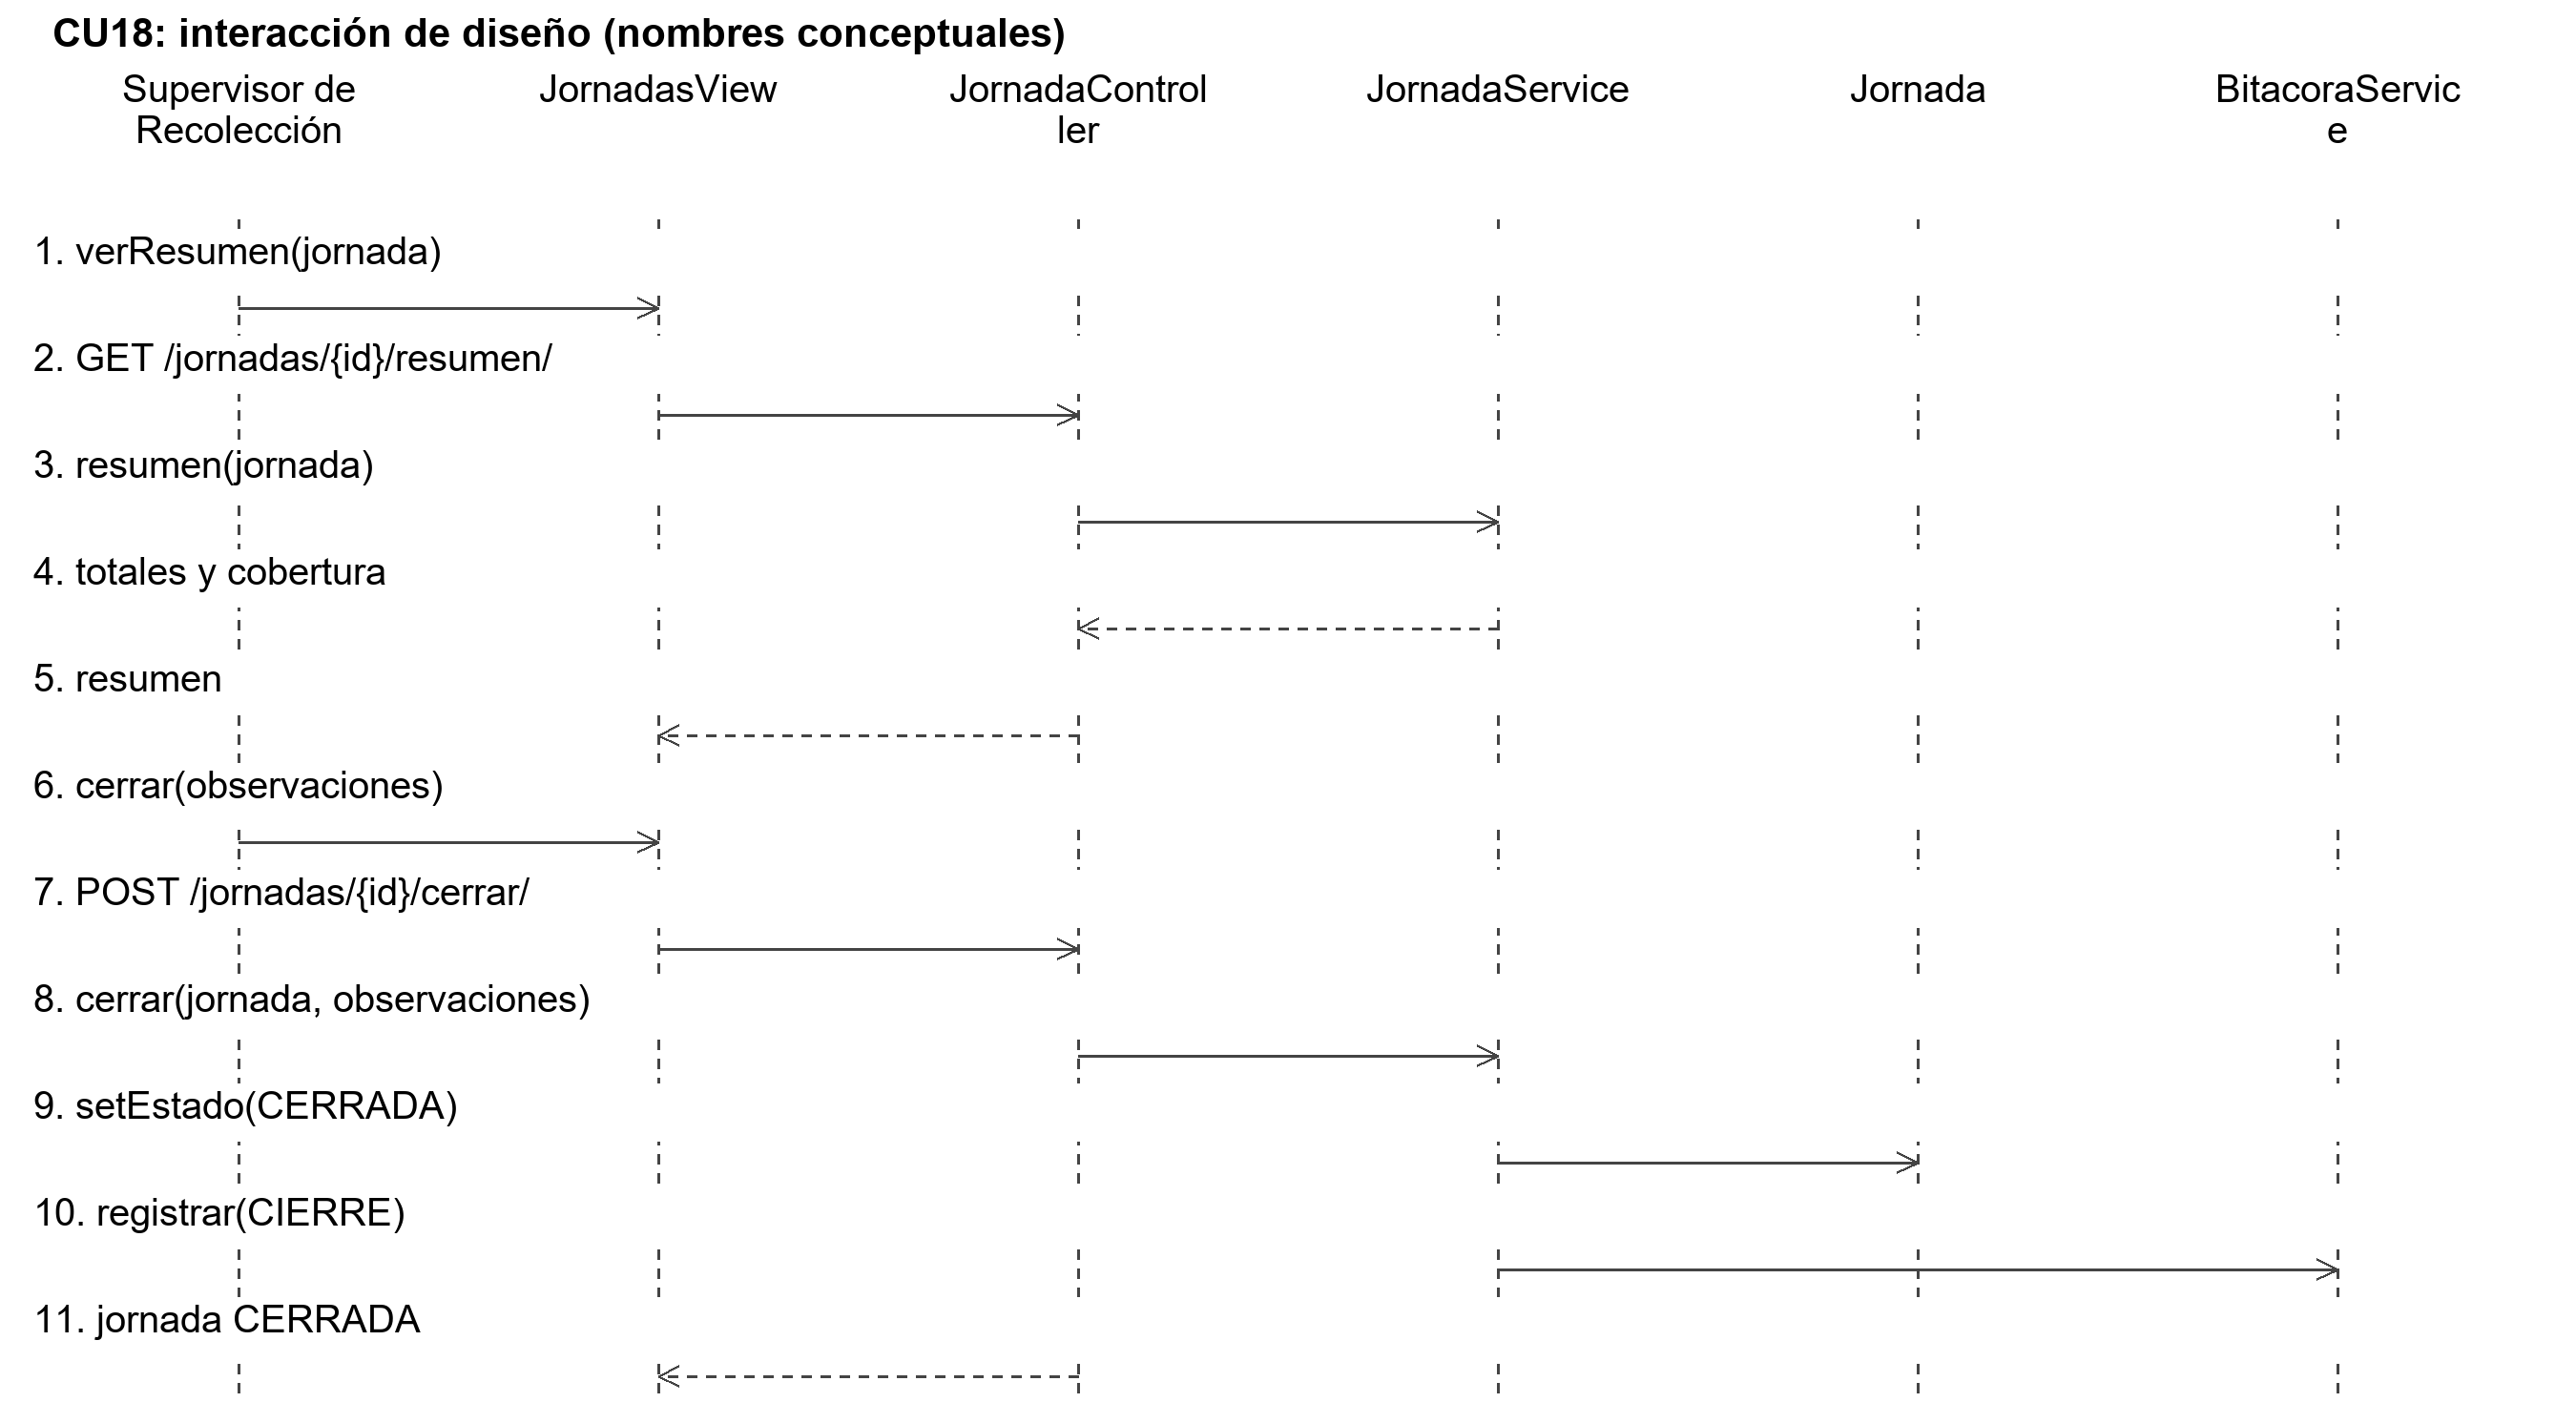 CU18: interacción de diseño (nombres conceptuales)
Supervisor de
Recolección
JornadasView
JornadaControl
ler
JornadaService
Jornada
BitacoraServic
e
1. verResumen(jornada)
2. GET /jornadas/{id}/resumen/
3. resumen(jornada)
4. totales y cobertura
5. resumen
6. cerrar(observaciones)
7. POST /jornadas/{id}/cerrar/
8. cerrar(jornada, observaciones)
9. setEstado(CERRADA)
10. registrar(CIERRE)
11. jornada CERRADA